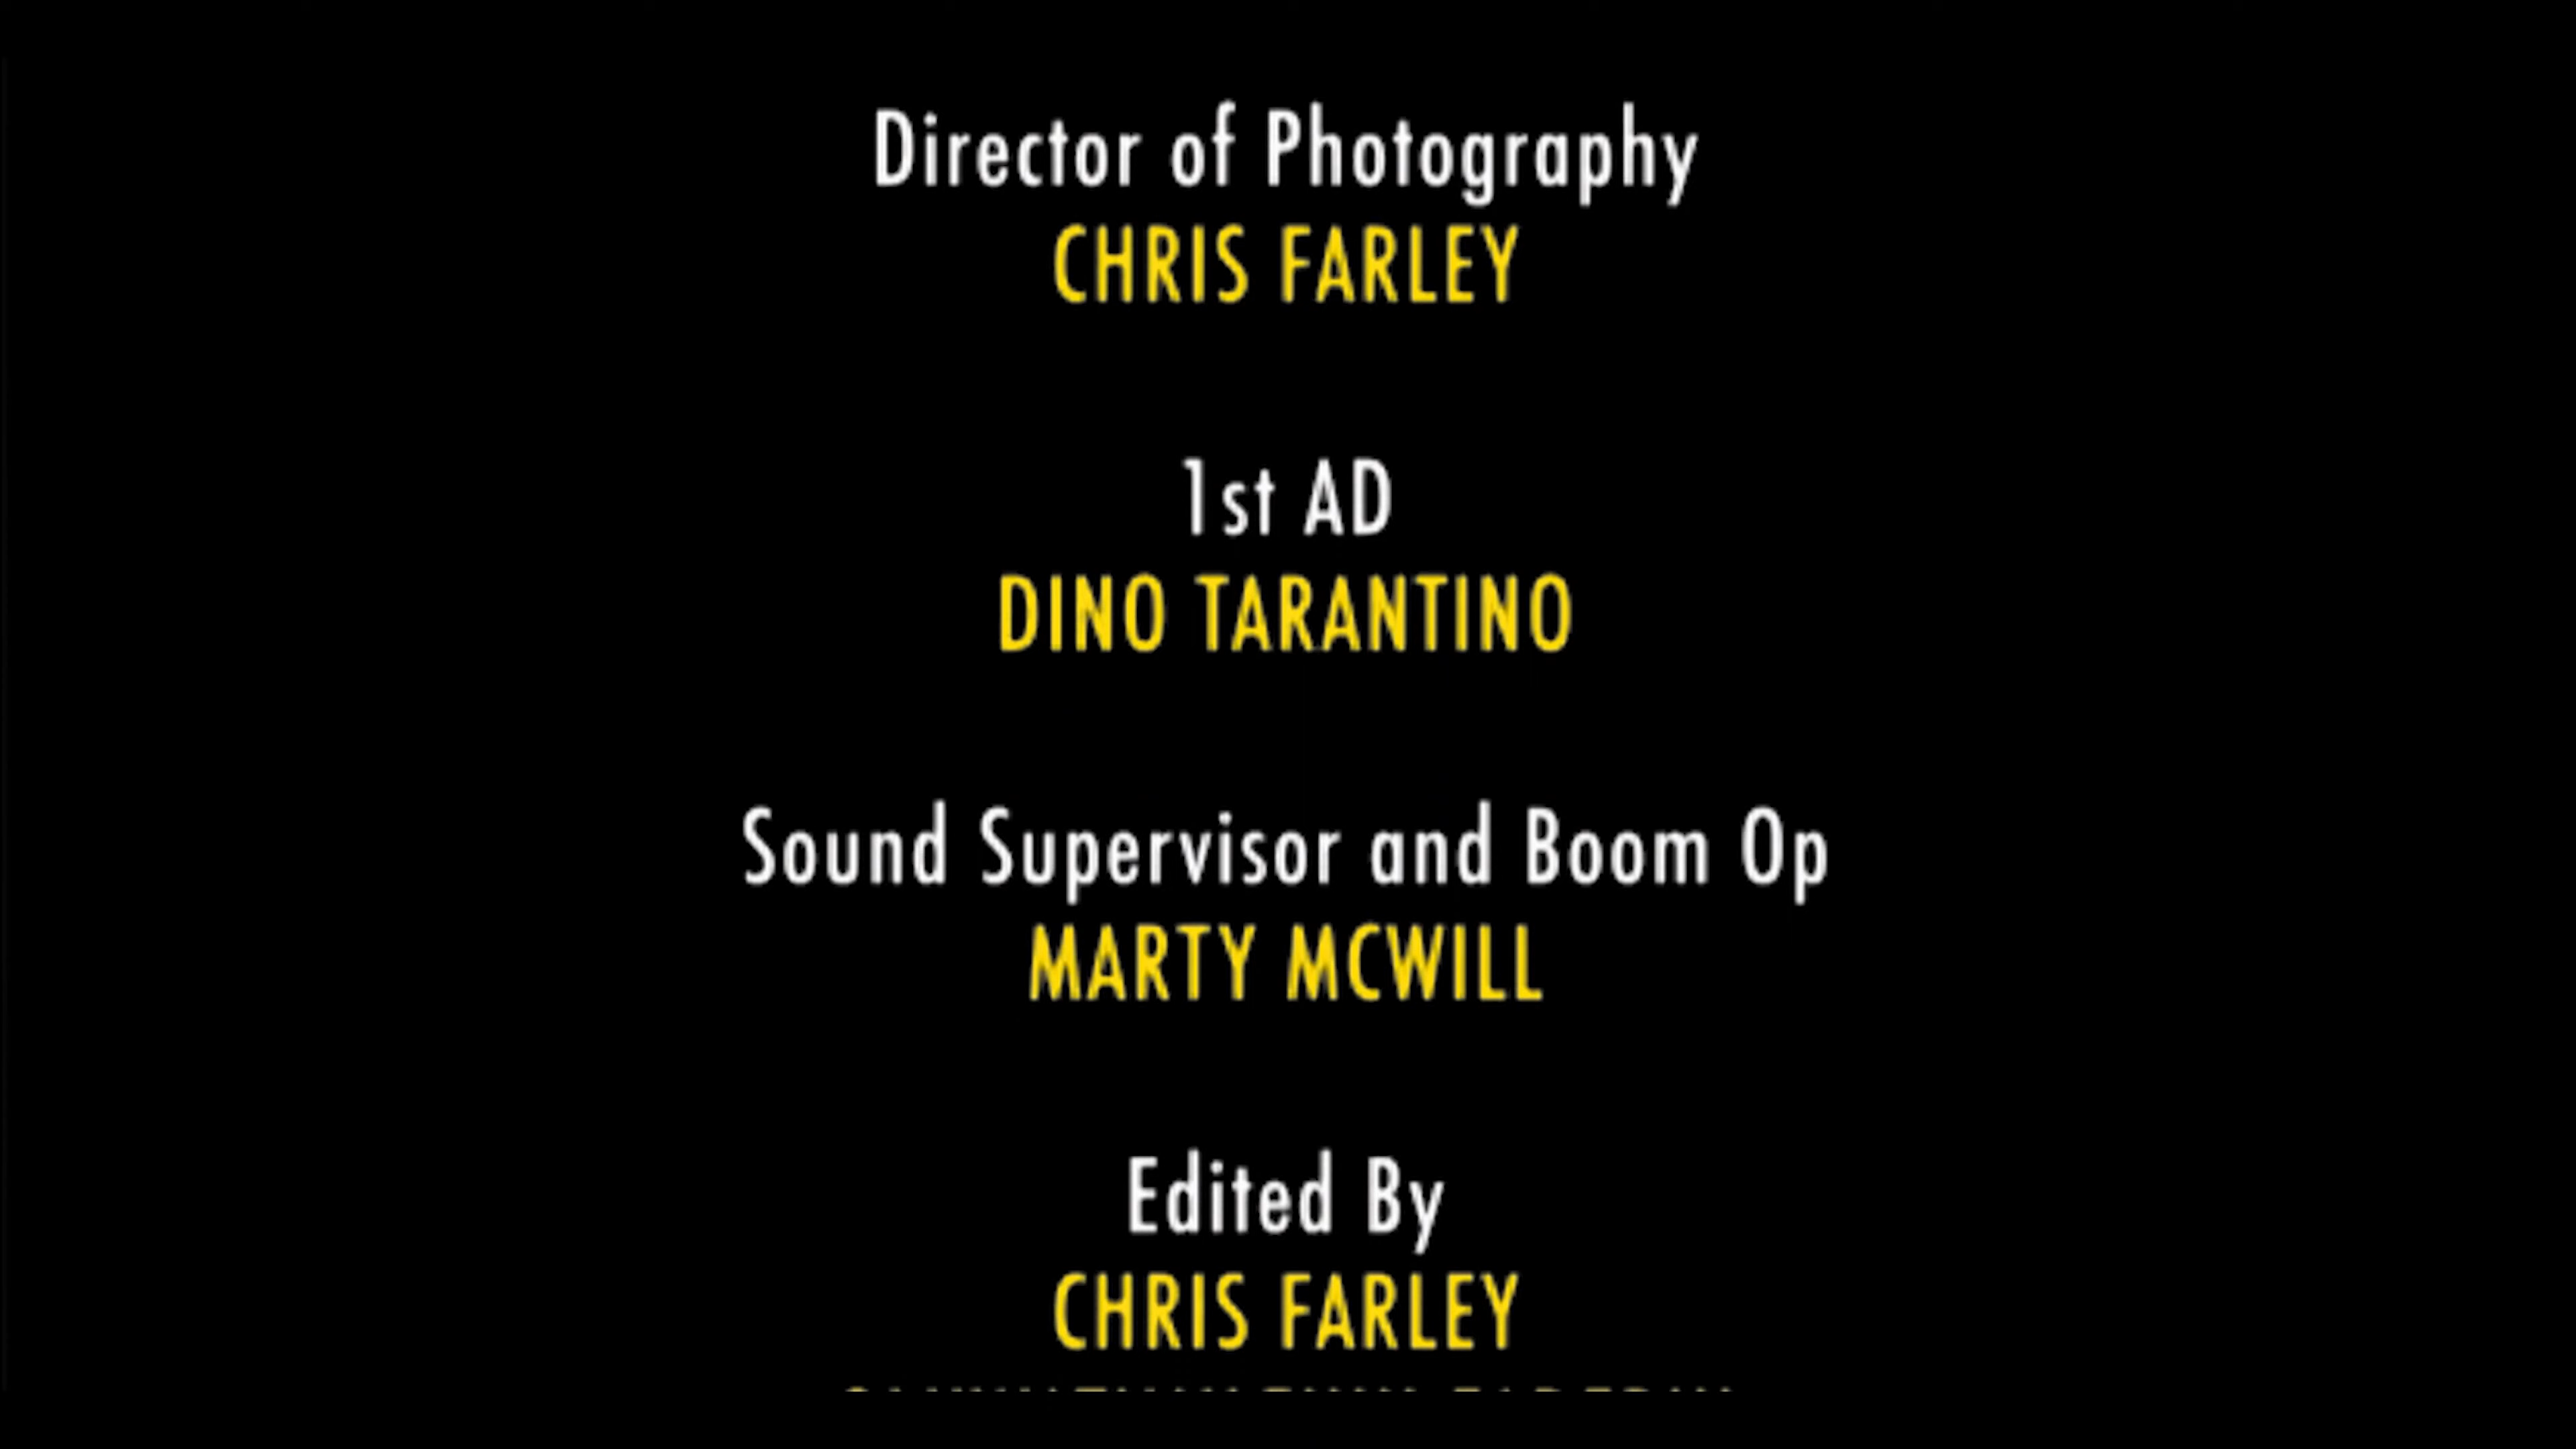 Director of Photography
CHRIS FARLEY
1st AD
DINO TARANTINO
Sound Supervisor and Boom Op
MARTY MCWILL
Edited By
CHRIS FARLEY